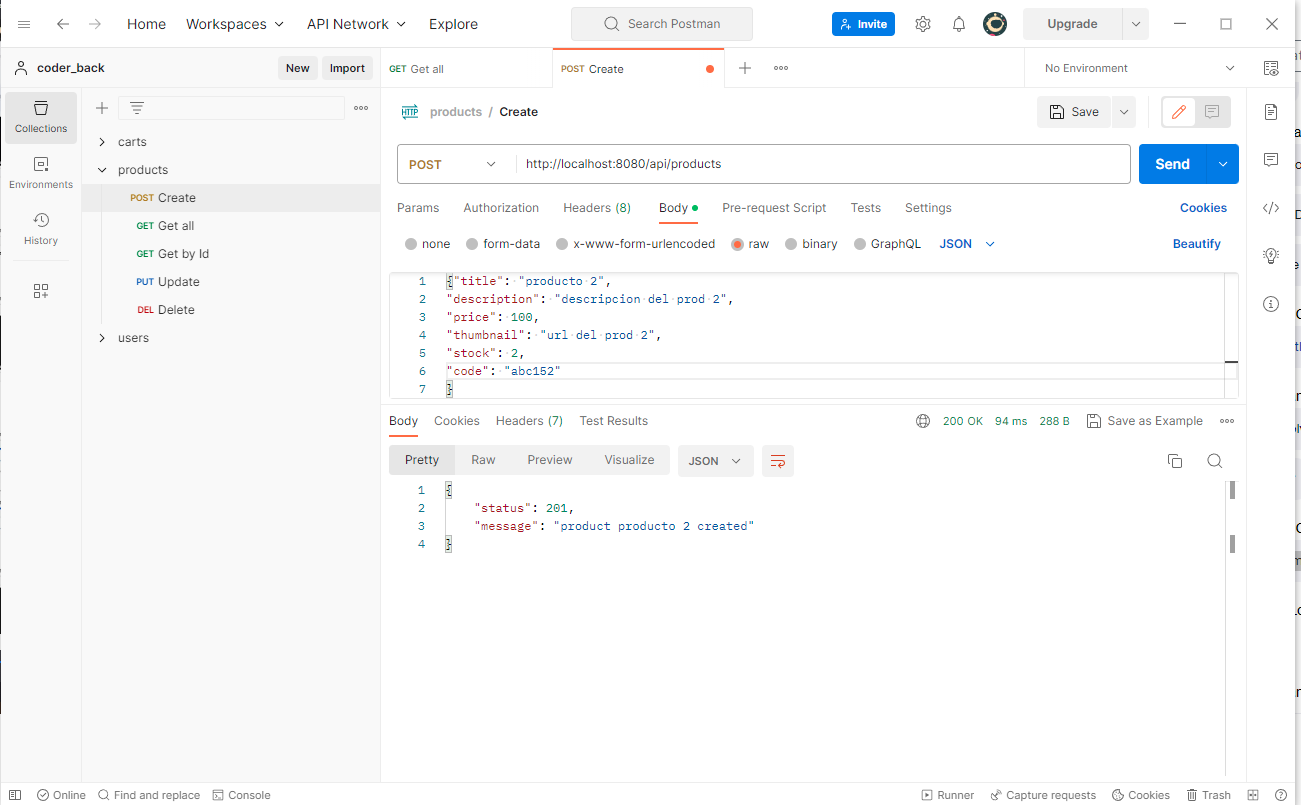 Home Workspaces API Network Explore Search Postman Invite Upgrade
coder_back New Import GET Get all POST Create No Environment
Collections
Environments
History
carts
products
POST Create
GET Get all
GET Get by Id
PUT Update
DEL Delete
users
HTTP products / Create Save
POST http://localhost:8080/api/products Send
Params Authorization Headers (8) Body Pre-request Script Tests Settings Cookies
none form-data x-www-form-urlencoded raw binary GraphQL JSON Beautify
1 {"title": "producto 2",
2 "description": "descripcion del prod 2",
3 "price": 100,
4 "thumbnail": "url del prod 2",
5 "stock": 2,
6 "code": "abc152"
7 }
Body Cookies Headers (7) Test Results 200 OK 94 ms 288 B Save as Example
Pretty Raw Preview Visualize JSON
1 {
2 "status": 201,
3 "message": "product producto 2 created"
4 }
Online Find and replace Console Runner Capture requests Cookies Trash